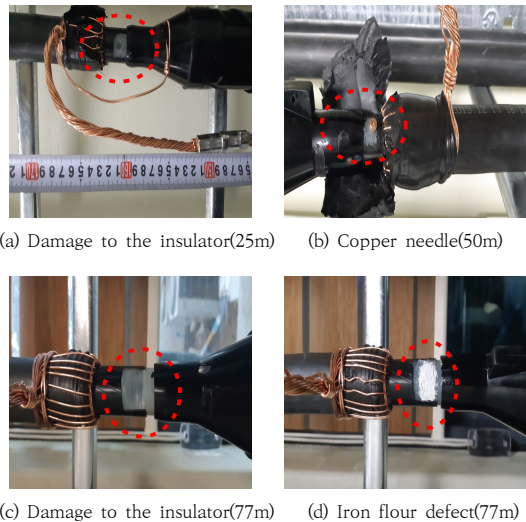 (a) Damage to the insulator(25m)
(b) Copper needle(50m)
(c) Damage to the insulator(77m)
(d) Iron flour defect(77m)